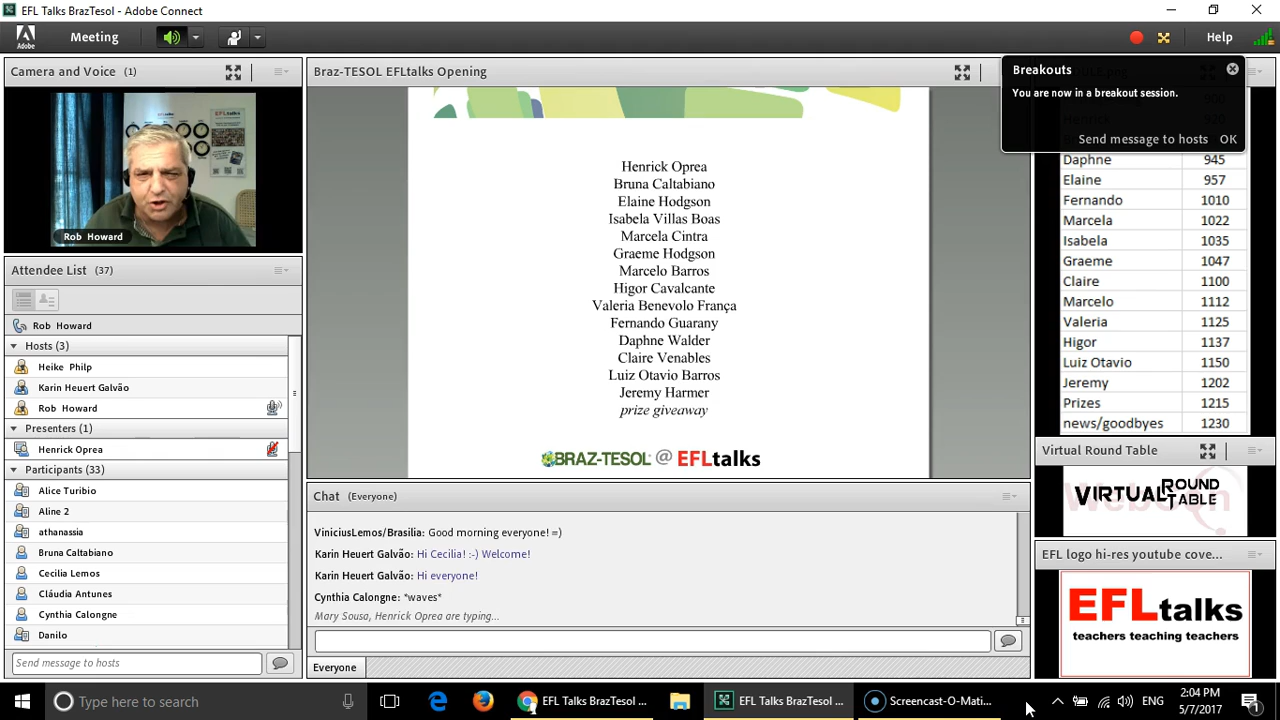 EFL Talks BrazTesol - Adobe Connect
Adobe
Meeting
Help
Camera and Voice (1)
EFLtalks
Rob Howard
Attendee List (37)
Rob Howard
Hosts (3)
Heike Philp
Karin Heuert Galvão
Rob Howard
Presenters (1)
Henrick Oprea
Participants (33)
Alice Turibio
Aline 2
athanassia
Bruna Caltabiano
Cecilia Lemos
Cláudia Antunes
Cynthia Calongne
Danilo
Send message to hosts
Braz-TESOL EFLtalks Opening
Henrick Oprea
Bruna Caltabiano
Elaine Hodgson
Isabela Villas Boas
Marcela Cintra
Graeme Hodgson
Marcelo Barros
Higor Cavalcante
Valeria Benevolo França
Fernando Guarany
Daphne Walder
Claire Venables
Luiz Otavio Barros
Jeremy Harmer
prize giveaway
BRAZ-TESOL @ EFLtalks
Chat (Everyone)
ViniciusLemos/Brasilia: Good morning everyone! =)
Karin Heuert Galvão: Hi Cecilia! :-) Welcome!
Karin Heuert Galvão: Hi everyone!
Cynthia Calongne: *waves*
Mary Sousa, Henrick Oprea are typing...
Everyone
Breakouts
You are now in a breakout session.
Send message to hosts OK
Daphne 945
Elaine 957
Fernando 1010
Marcela 1022
Isabela 1035
Graeme 1047
Claire 1100
Marcelo 1112
Valeria 1125
Higor 1137
Luiz Otavio 1150
Jeremy 1202
Prizes 1215
news/goodbyes 1230
Virtual Round Table
VIRTUAL ROUND TABLE
EFL logo hi-res youtube cove...
EFLtalks
teachers teaching teachers
Type here to search
EFL Talks BrazTesol ...
EFL Talks BrazTesol ...
Screencast-O-Mati...
ENG
2:04 PM
5/7/2017
1